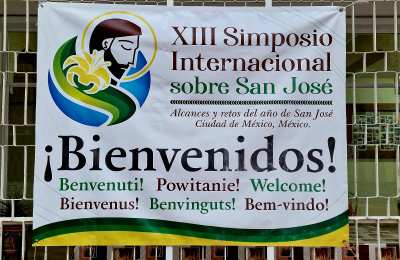 XIII Simposio
Internacional
sobre San José
Alcances y retos del año de San José
Ciudad de México, México.
¡Bienvenidos!
Benvenuti! Powitanie! Welcome!
Bienvenus! Benvinguts! Bem-vindo!